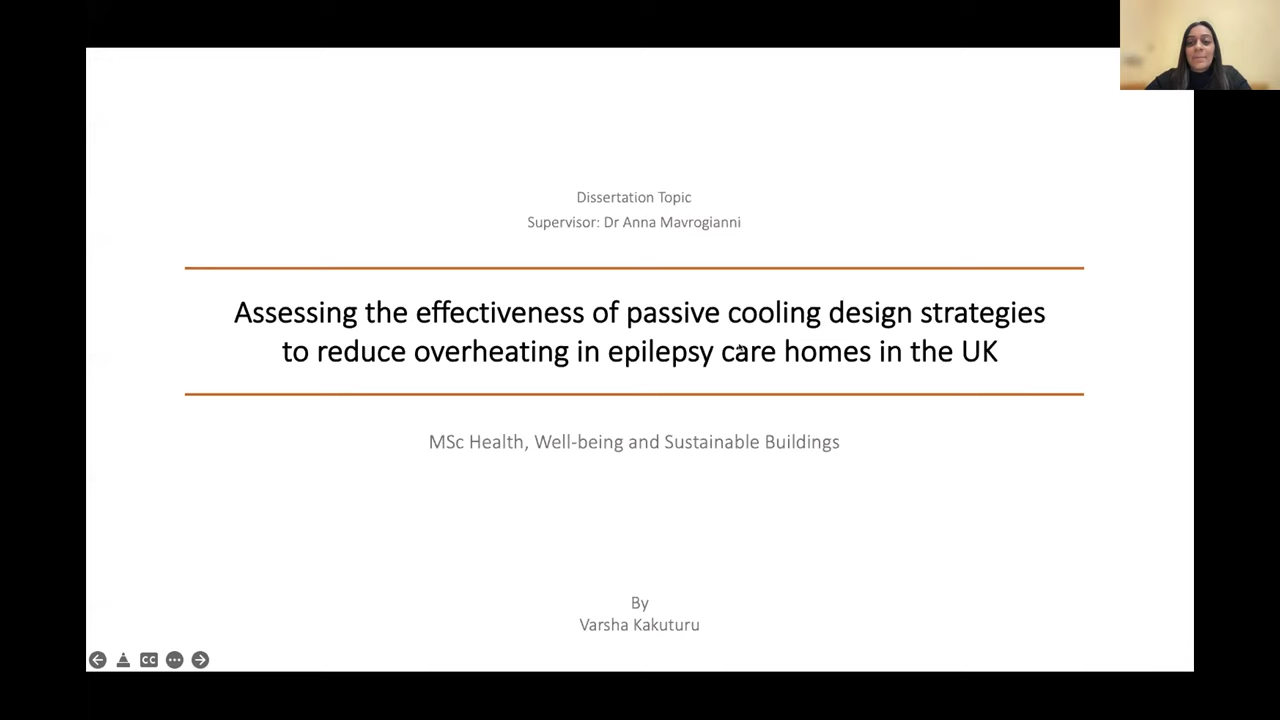 Dissertation Topic
Supervisor: Dr Anna Mavrogianni
Assessing the effectiveness of passive cooling design strategies
to reduce overheating in epilepsy care homes in the UK
MSc Health, Well-being and Sustainable Buildings
By
Varsha Kakuturu
CC